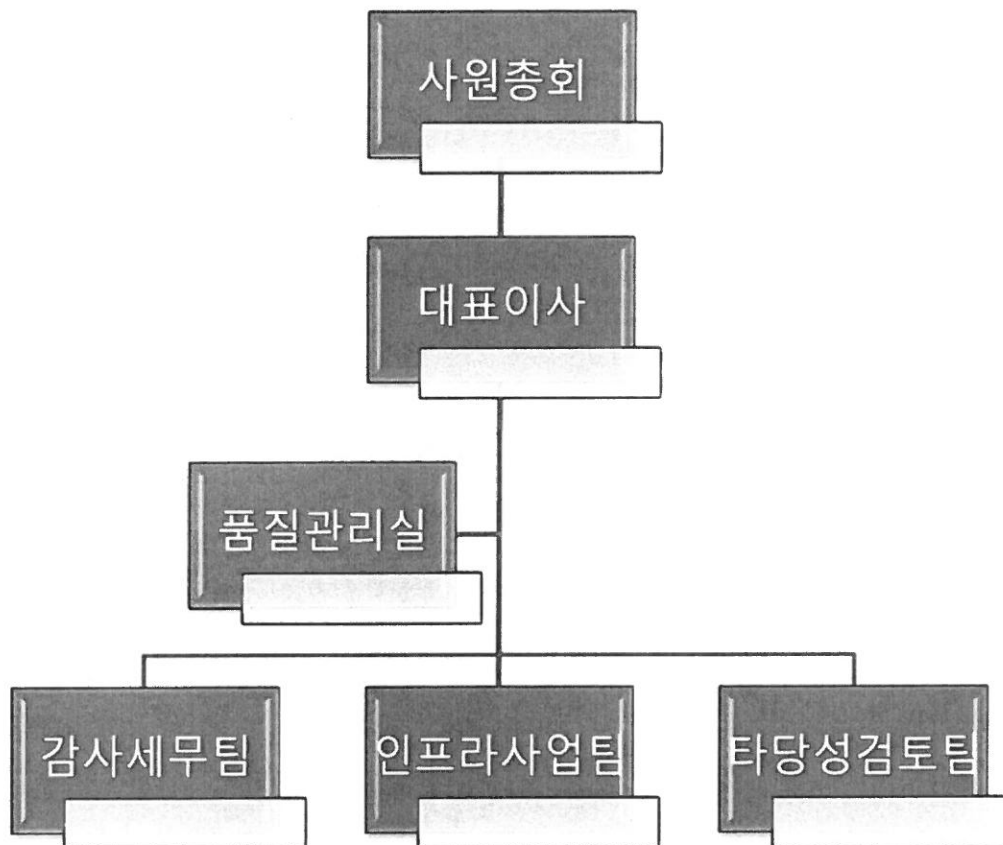 사원총회
대표이사
품질관리실
감사세무팀
인프라사업팀
타당성검토팀